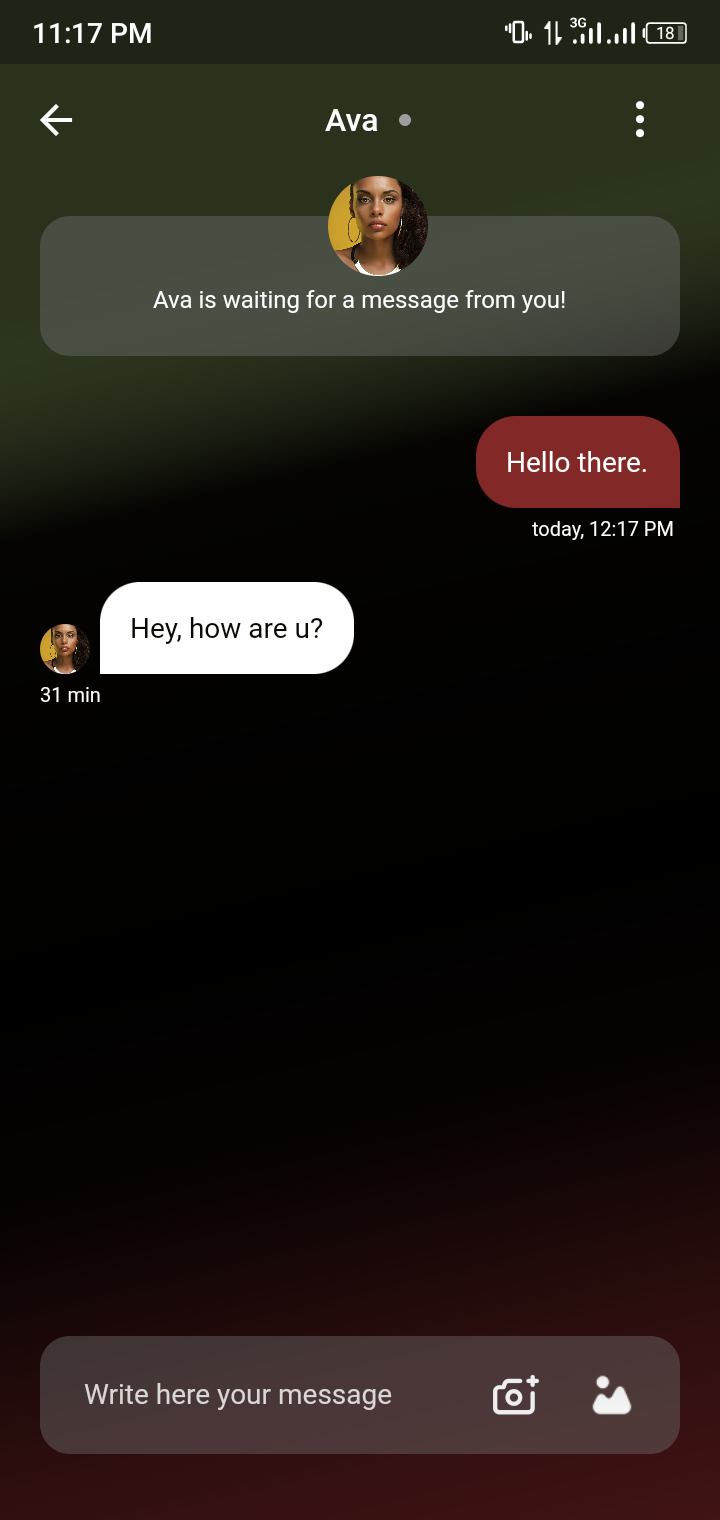 11:17 PM 3G 18
Ava
Ava is waiting for a message from you!
Hello there.
today, 12:17 PM
Hey, how are u?
31 min
Write here your message